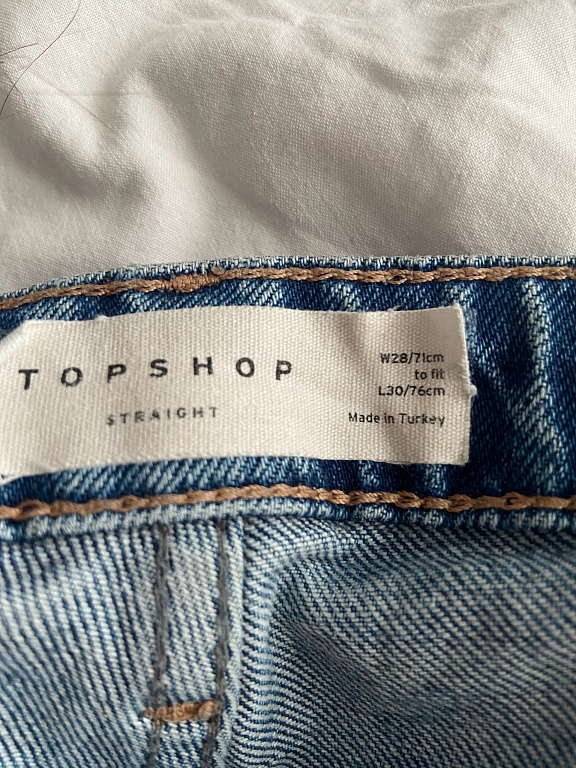 TOPSHOP
STRAIGHT
W28/71cm
to fit
L30/76cm
Made in Turkey